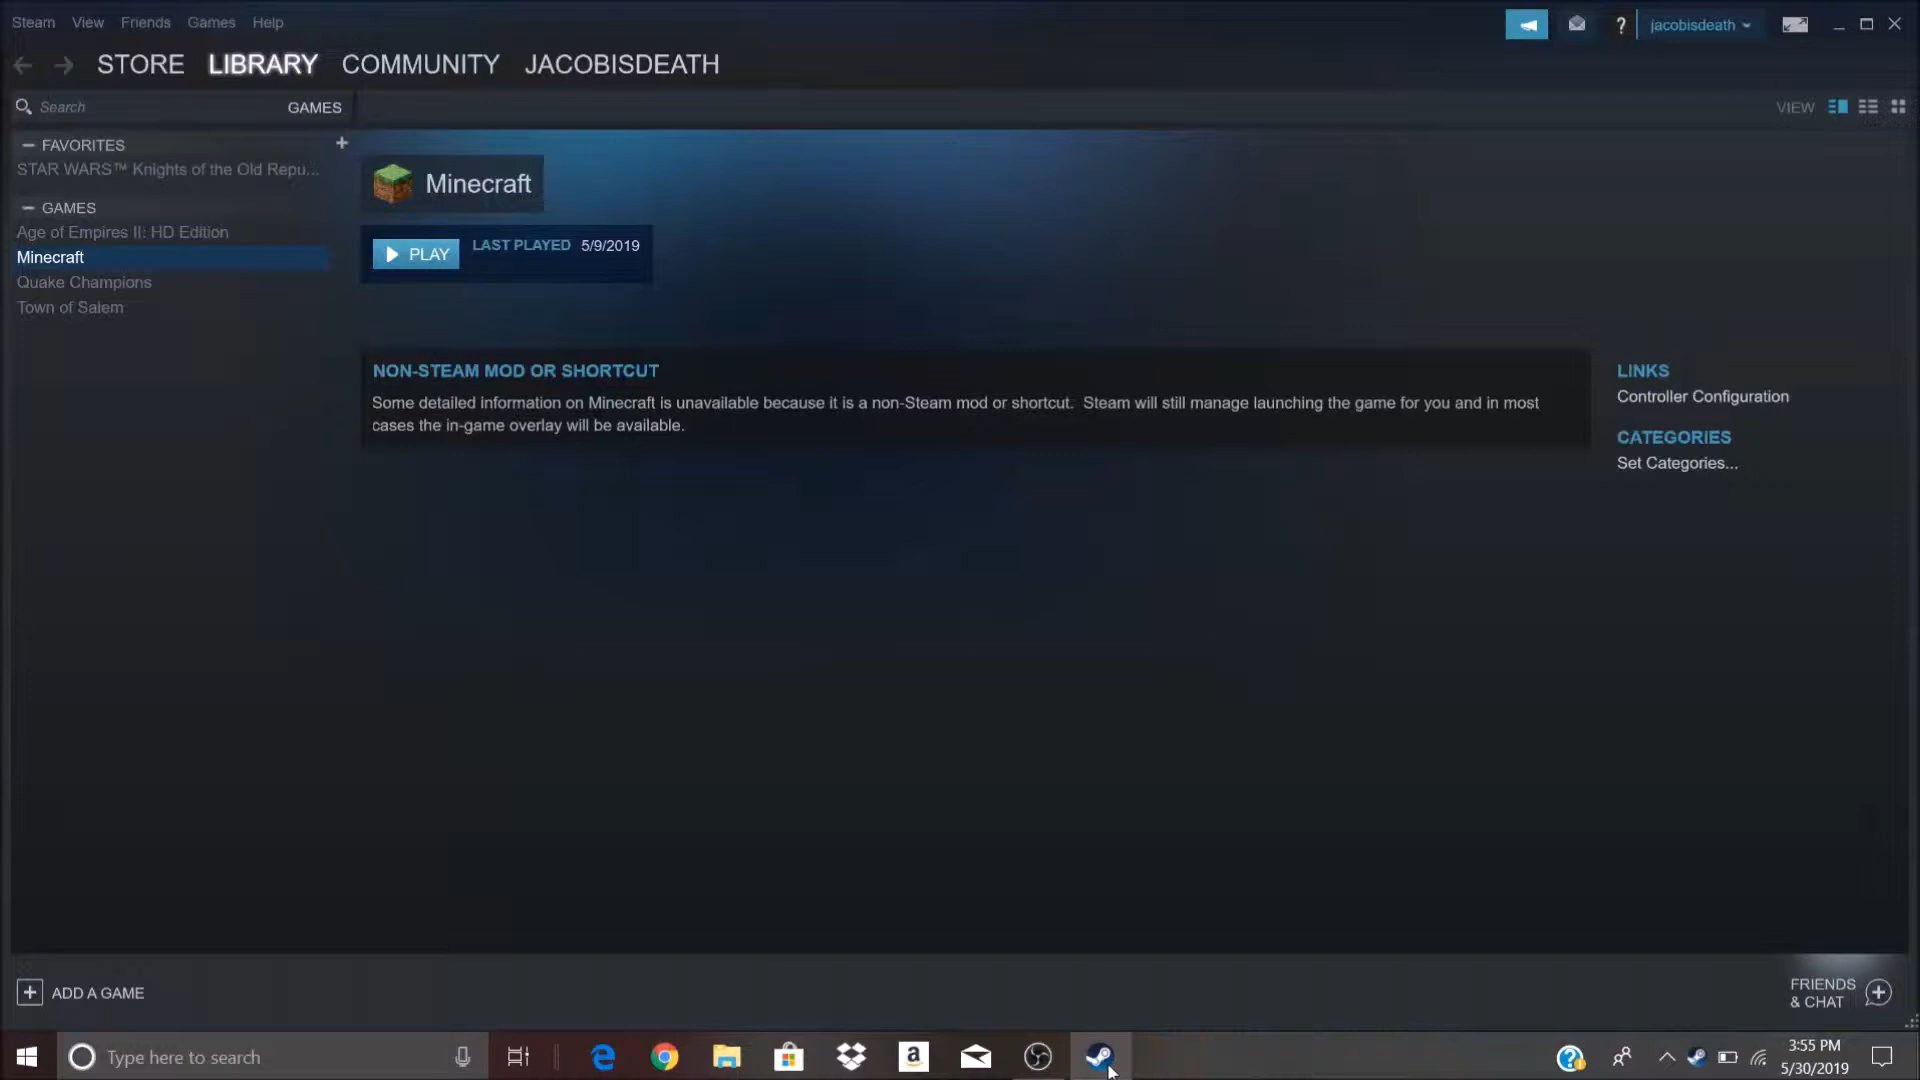 Steam View Friends Games Help
jacobisdeath
STORE LIBRARY COMMUNITY JACOBISDEATH
Search GAMES
VIEW
— FAVORITES +
STAR WARS™ Knights of the Old Repu...
— GAMES
Age of Empires II: HD Edition
Minecraft
Quake Champions
Town of Salem
Minecraft
PLAY LAST PLAYED 5/9/2019
NON-STEAM MOD OR SHORTCUT
Some detailed information on Minecraft is unavailable because it is a non-Steam mod or shortcut. Steam will still manage launching the game for you and in most
cases the in-game overlay will be available.
LINKS
Controller Configuration
CATEGORIES
Set Categories...
+ ADD A GAME
FRIENDS
& CHAT
Type here to search
3:55 PM
5/30/2019